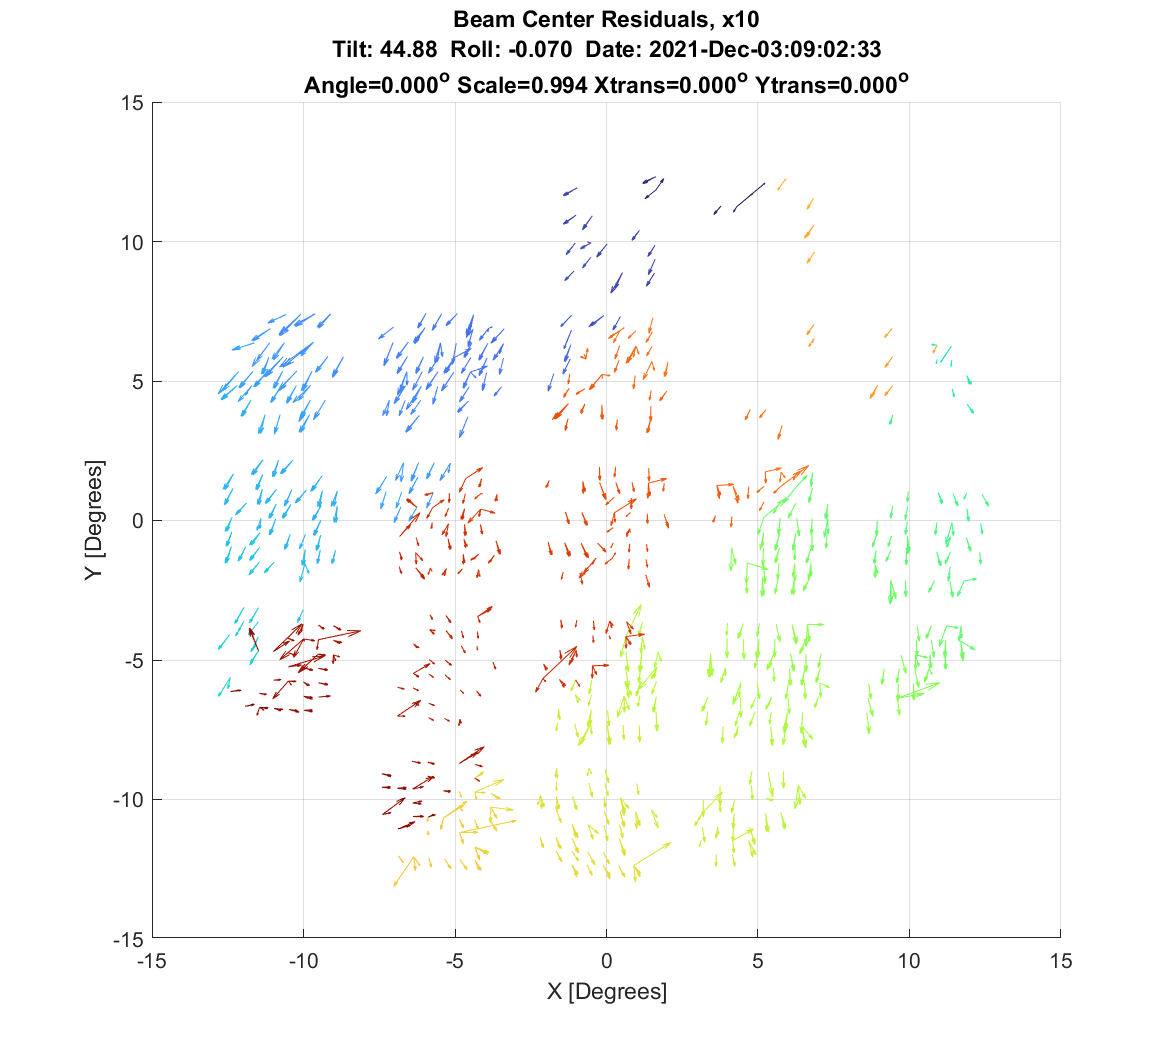 Beam Center Residuals, x10
Tilt: 44.88 Roll: -0.070 Date: 2021-Dec-03:09:02:33
Angle=0.000° Scale=0.994 Xtrans=0.000° Ytrans=0.000°
15
10
5
0
-5
-10
-15
Y [Degrees]
-15 -10 -5 0 5 10 15
X [Degrees]